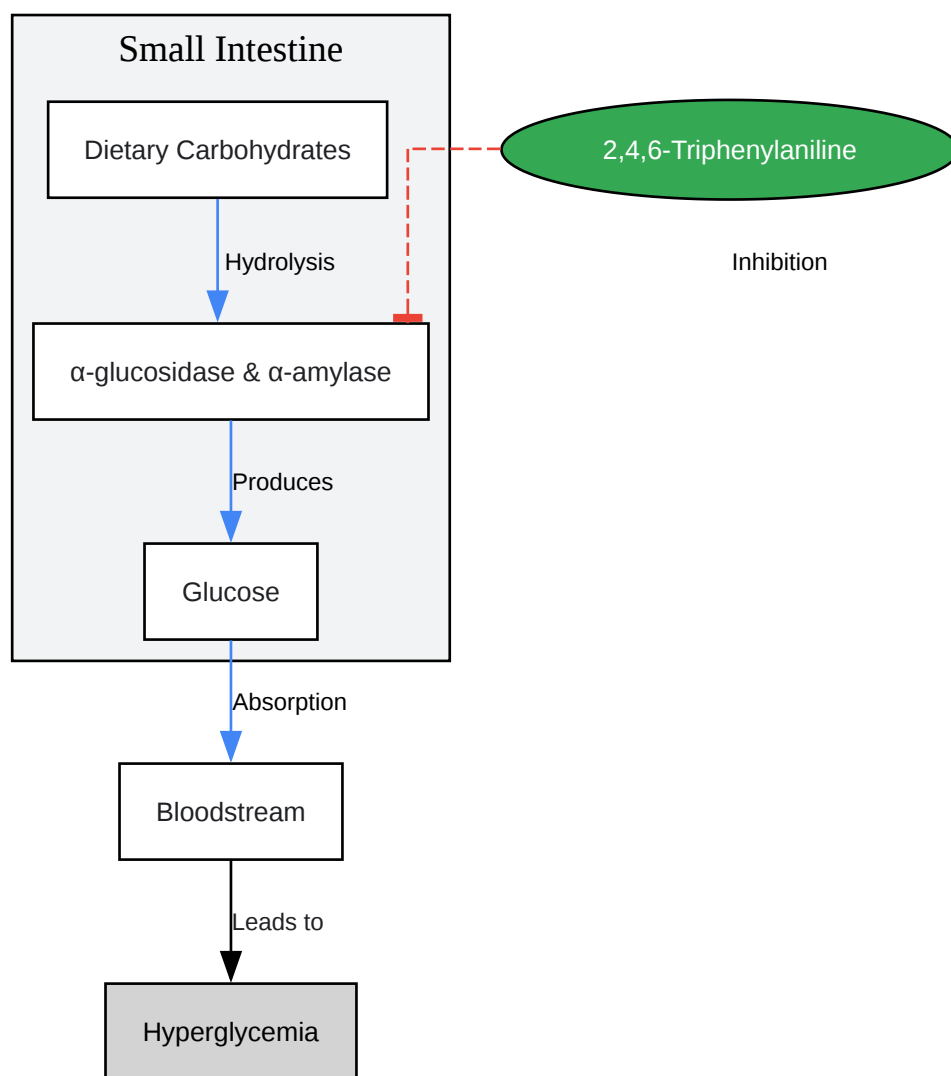 Small Intestine
Dietary Carbohydrates
2,4,6-Triphenylaniline
Hydrolysis
Inhibition
α-glucosidase & α-amylase
Produces
Glucose
Absorption
Bloodstream
Leads to
Hyperglycemia